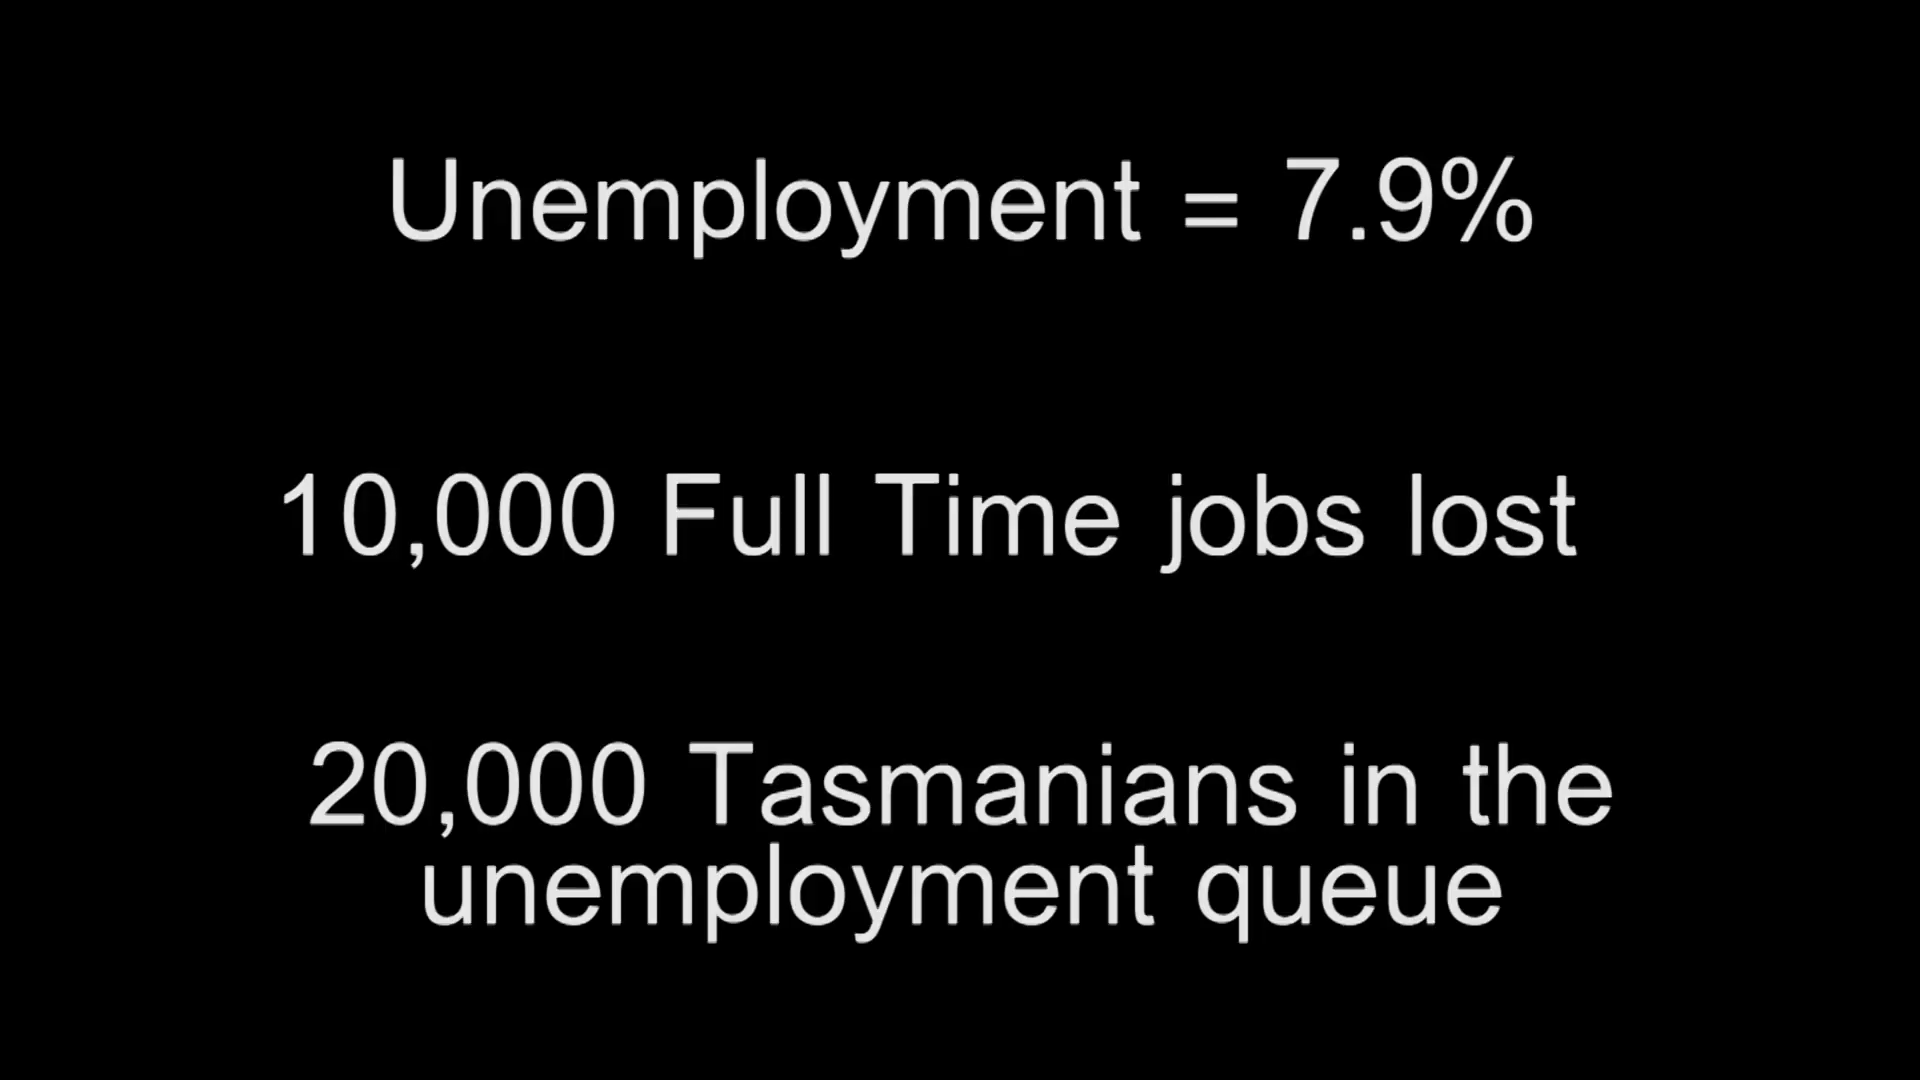 Unemployment = 7.9%
10,000 Full Time jobs lost
20,000 Tasmanians in the
unemployment queue